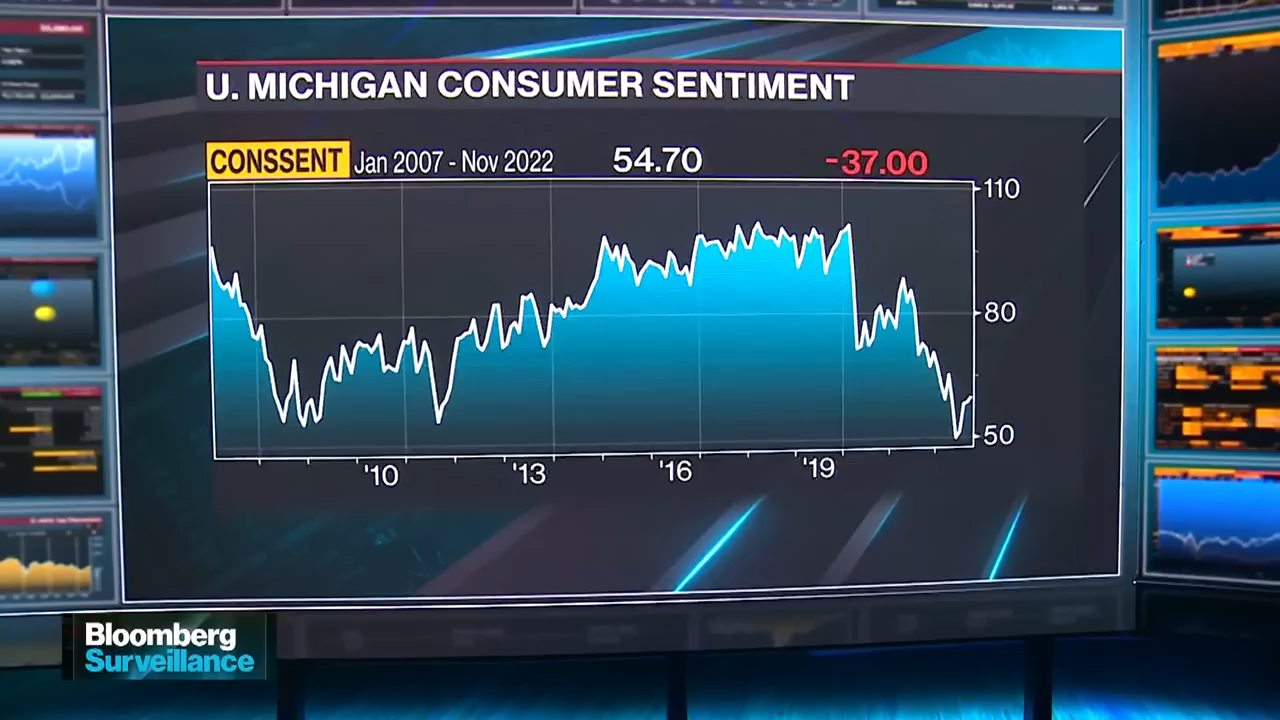 U. MICHIGAN CONSUMER SENTIMENT
CONSSENT Jan 2007 - Nov 2022 54.70 -37.00
110
80
50
'10 '13 '16 '19
Bloomberg
Surveillance